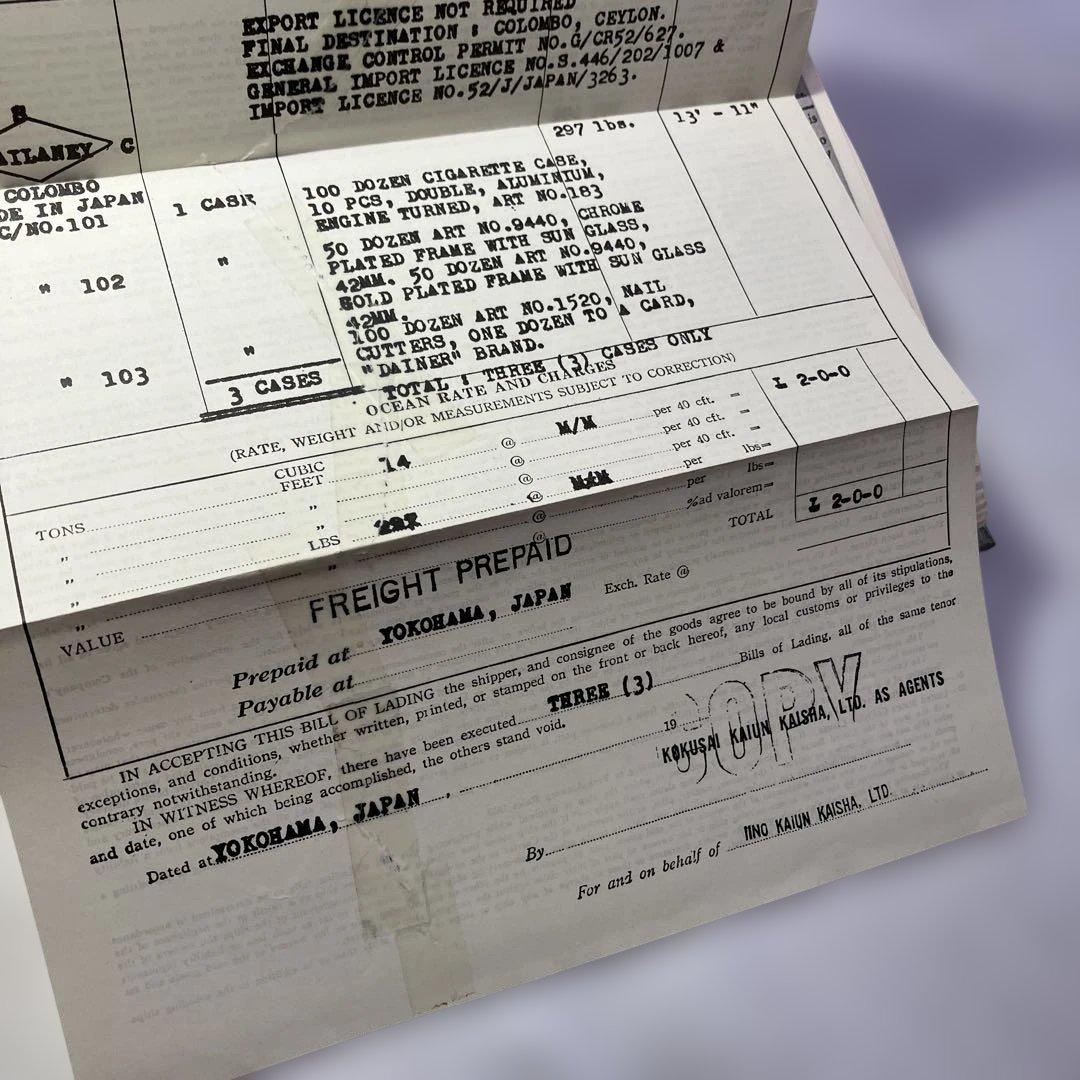 EXPORT LICENCE NOT REQUIRED
FINAL DESTINATION : COLOMBO, CEYLON.
EXCHANGE CONTROL PERMIT NO.G/CR52/627.
GENERAL IMPORT LICENCE NO.S.446/202/1007 &
IMPORT LICENCE NO.52/J/JAPAN/3263.
AILANEY C
297 lbs. 13' - 11"
COLOMBO
DE IN JAPAN
C/NO.101 1 CASE
100 DOZEN CIGARETTE CASE,
10 PCS, DOUBLE, ALUMINIUM,
ENGINE TURNED, ART NO.183
" 102 "
50 DOZEN ART NO.9440, CHROME
PLATED FRAME WITH SUN GLASS,
42MM. 50 DOZEN ART NO.9440,
GOLD PLATED FRAME WITH SUN GLASS
42MM.
" 103 "
100 DOZEN ART NO.1520, NAIL
CUTTERS, ONE DOZEN TO A CARD,
"DAINER" BRAND.
3 CASES TOTAL : THREE (3) CASES ONLY
OCEAN RATE AND CHARGES
(RATE, WEIGHT AND/OR MEASUREMENTS SUBJECT TO CORRECTION)
£ 2-0-0
TONS CUBIC FEET 14 @ M/M per 40 cft. =
" " @ per 40 cft. =
" " @ per 40 cft. =
" LBS @ per lbs=
" @ per lbs=
VALUE @ %ad valorem=
TOTAL £ 2-0-0
FREIGHT PREPAID
Prepaid at YOKOHAMA, JAPAN Exch. Rate @
Payable at
IN ACCEPTING THIS BILL OF LADING the shipper, and consignee of the goods agree to be bound by all of its stipulations,
exceptions, and conditions, whether written, printed, or stamped on the front or back hereof, any local customs or privileges to the
contrary notwithstanding.
IN WITNESS WHEREOF, there have been executed THREE (3) Bills of Lading, all of the same tenor
and date, one of which being accomplished, the others stand void.
COPY
Dated at YOKOHAMA, JAPAN, 19
KOKUSAI KAIUN KAISHA, LTD. AS AGENTS
By
For and on behalf of IINO KAIUN KAISHA, LTD.